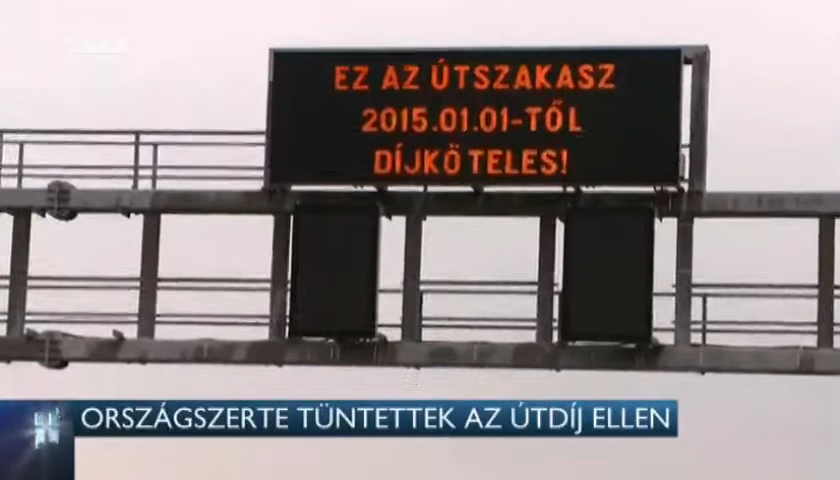 EZ AZ ÚTSZAKASZ
2015.01.01-TŐL
DÍJKÖTELES!
ORSZÁGSZERTE TÜNTETTEK AZ ÚTDÍJ ELLEN